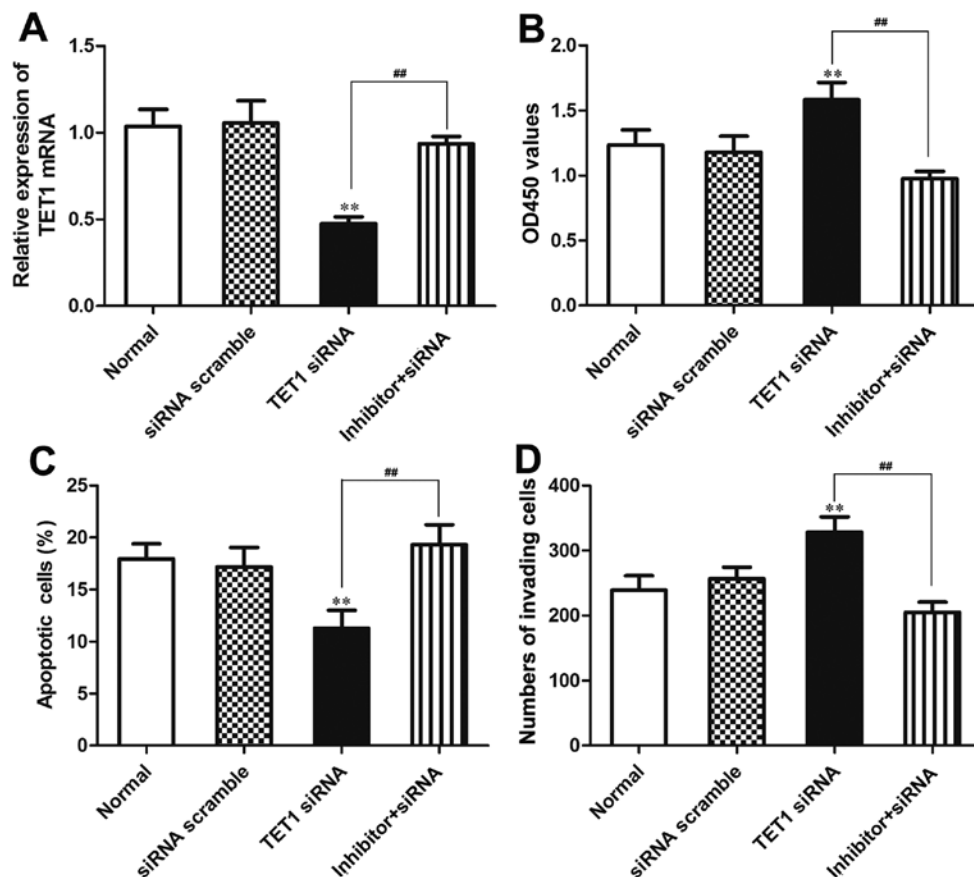 A
Relative expression of
TET1 mRNA
1.5
1.0
0.5
0.0
##
**
Normal
siRNA scramble
TET1 siRNA
Inhibitor+siRNA
B
OD450 values
2.0
1.5
1.0
0.5
0.0
##
**
Normal
siRNA scramble
TET1 siRNA
Inhibitor+siRNA
C
Apoptotic cells (%)
25
20
15
10
5
0
##
**
Normal
siRNA scramble
TET1 siRNA
Inhibitor+siRNA
D
Numbers of invading cells
400
300
200
100
0
##
**
Normal
siRNA scramble
TET1 siRNA
Inhibitor+siRNA